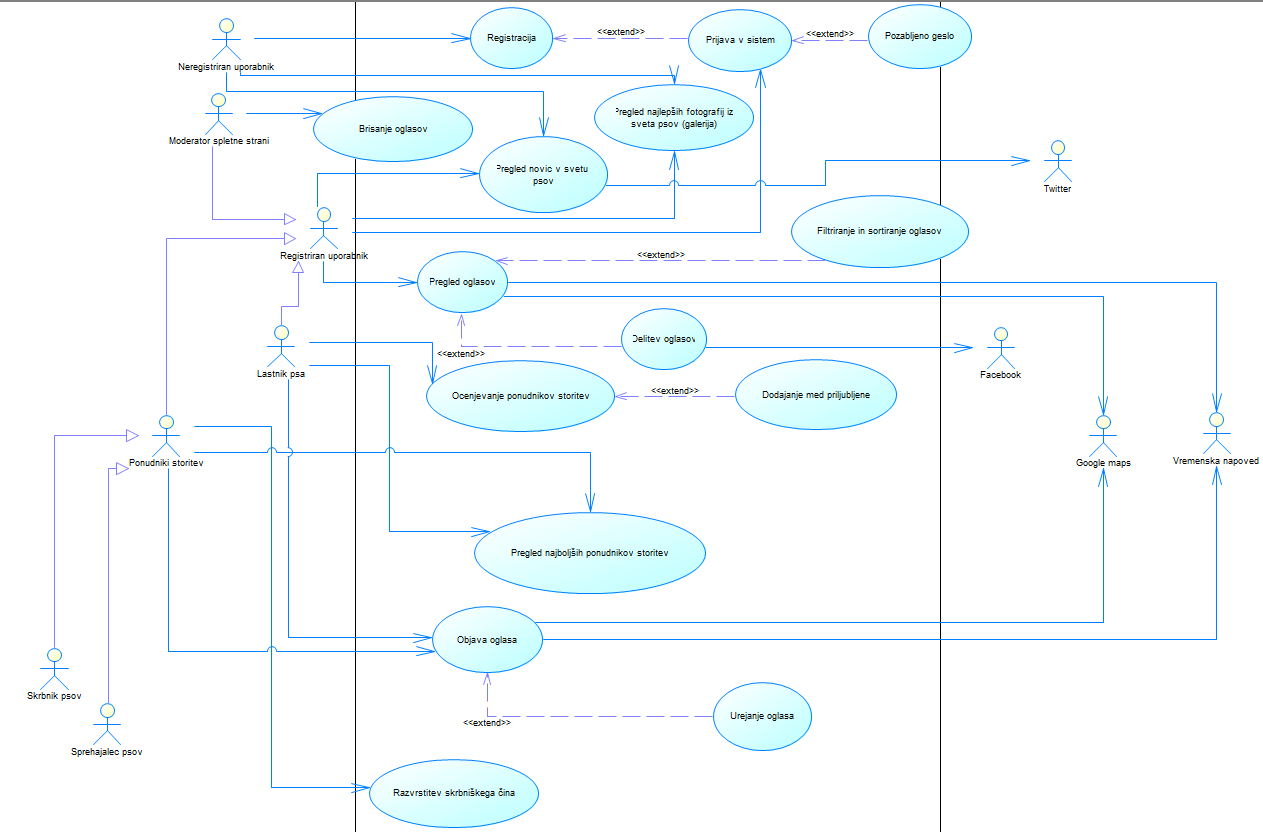 Registracija
<<extend>>
Prijava v sistem
<<extend>>
Pozabljeno geslo
Neregistriran uporabnik
Pregled najlepših fotografij iz
sveta psov (galerija)
Brisanje oglasov
Moderator spletne strani
Pregled novic v svetu
psov
Twitter
Filtriranje in sortiranje oglasov
Registriran uporabnik
<<extend>>
Pregled oglasov
Delitev oglasov
<<extend>>
Lastnik psa
Facebook
Ocenjevanje ponudnikov storitev
<<extend>>
Dodajanje med priljubljene
Ponudniki storitev
Google maps
Vremenska napoved
Pregled najboljših ponudnikov storitev
Objava oglasa
Skrbnik psov
<<extend>>
Urejanje oglasa
Sprehajalec psov
Razvrstitev skrbniškega čina